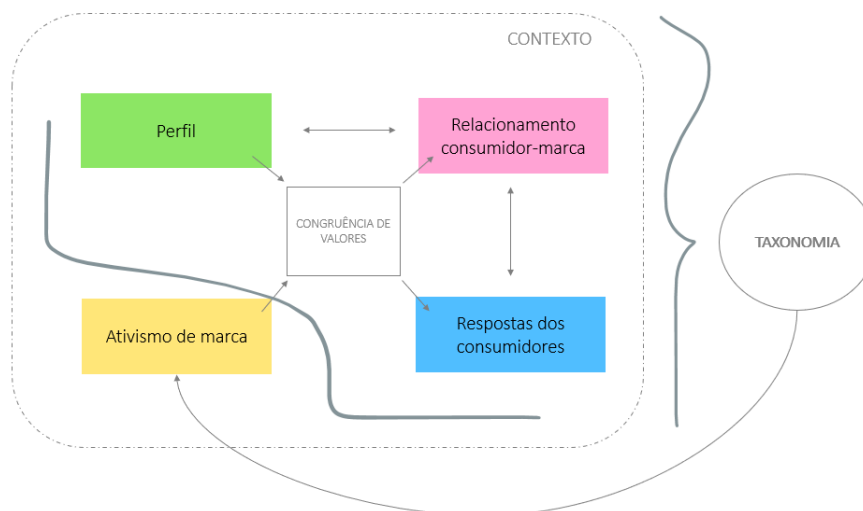 CONTEXTO
Perfil
Relacionamento
consumidor-marca
CONGRUÊNCIA DE
VALORES
TAXONOMIA
Ativismo de marca
Respostas dos
consumidores